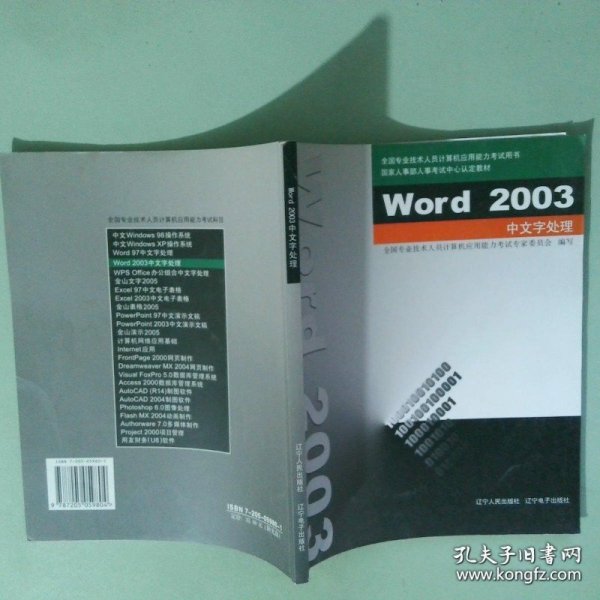 全国专业技术人员计算机应用能力考试用书
国家人事部人事考试中心认定教材
Word 2003
中文字处理
全国专业技术人员计算机应用能力考试专家委员会 编写
100100010100
100100100001
100010001
辽宁人民出版社 辽宁电子出版社
Word 2003中文字处理
辽宁人民出版社 辽宁电子出版社
Word 2003
全国专业技术人员计算机应用能力考试科目
中文Windows 98操作系统
中文Windows XP操作系统
Word 97中文字处理
Word 2003中文字处理
WPS Office办公组合中文字处理
金山文字2005
Excel 97中文电子表格
Excel 2003中文电子表格
金山表格2005
PowerPoint 97中文演示文稿
PowerPoint 2003中文演示文稿
金山演示2005
计算机网络应用基础
Internet应用
FrontPage 2000网页制作
Dreamweaver MX 2004网页制作
Visual FoxPro 5.0数据库管理系统
Access 2000数据库管理系统
AutoCAD (R14)制图软件
AutoCAD 2004制图软件
Photoshop 6.0图像处理
Flash MX 2004动画制作
Authorware 7.0多媒体制作
Project 2000项目管理
用友财务(U8)软件
ISBN 7-205-05980-1
9 787205 059804
ISBN 7-205-05980-1
孔夫子旧书网
www.kongfz.com